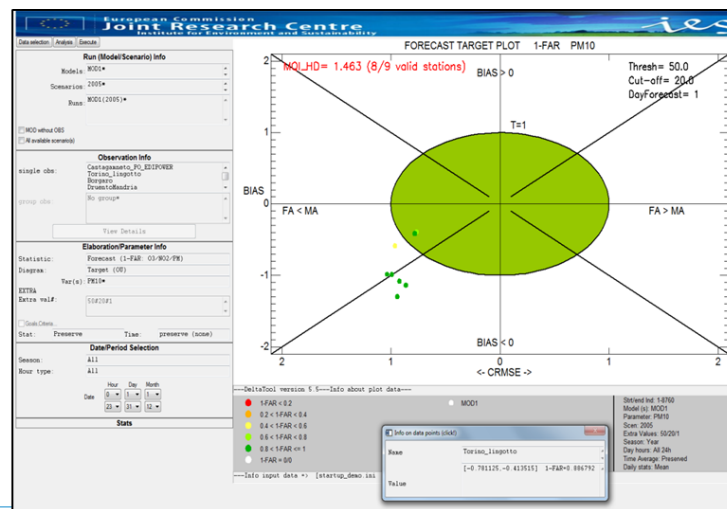 European Commission
Joint Research Centre
Institute for Environment and Sustainability
ies
Data selection Analysis Execute
Run (Model/Scenario) Info
Models MOD1*
Scenarios 2005*
Runs MOD1(2005)*
MOD without OBS
All available scenario(s)
Observation Info
single obs: Castagameto_PO_EDIPOWER
Torino_lingotto
Borgaro
DruentoMandria
group obs: No group*
View Details
Elaboration/Parameter Info
Statistic: Forecast (1-FAR: O3/NO2/PM)
Diagram: Target (OU)
Var(s): PM10*
EXTRA
Extra val#: 50#20#1
Goals Criteria
Stat: Preserve Time: preserve (none)
Date/Period Selection
Season: All
Hour type: All
Hour Day Month
Date 0 1 1
23 31 12
Stats
FORECAST TARGET PLOT 1-FAR PM10
MQI_HD= 1.463 (8/9 valid stations)
BIAS > 0
Thresh= 50.0
Cut-off= 20.0
DayForecast= 1
T=1
2
1
0
-1
-2
BIAS
FA < MA
FA > MA
BIAS < 0
2 1 0 1 2
<- CRMSE ->
---DeltaTool version 5.5---Info about plot data---
1-FAR < 0.2
0.2 < 1-FAR < 0.4
0.4 < 1-FAR < 0.6
0.6 < 1-FAR < 0.8
0.8 < 1-FAR <= 1
1-FAR = 0/0
MOD1
Info on data points (click!)
Name Torino_lingotto
[-0.781125,-0.413515] 1-FAR=0.886792
Value
Strt/end Ind: 1-8760
Model (s): MOD1
Parameter: PM10
Scen: 2005
Extra Values: 50/20/1
Season: Year
Day hours: All 24h
Time Average: Preserved
Daily stats: Mean
---Info input data => [startup_demo.ini